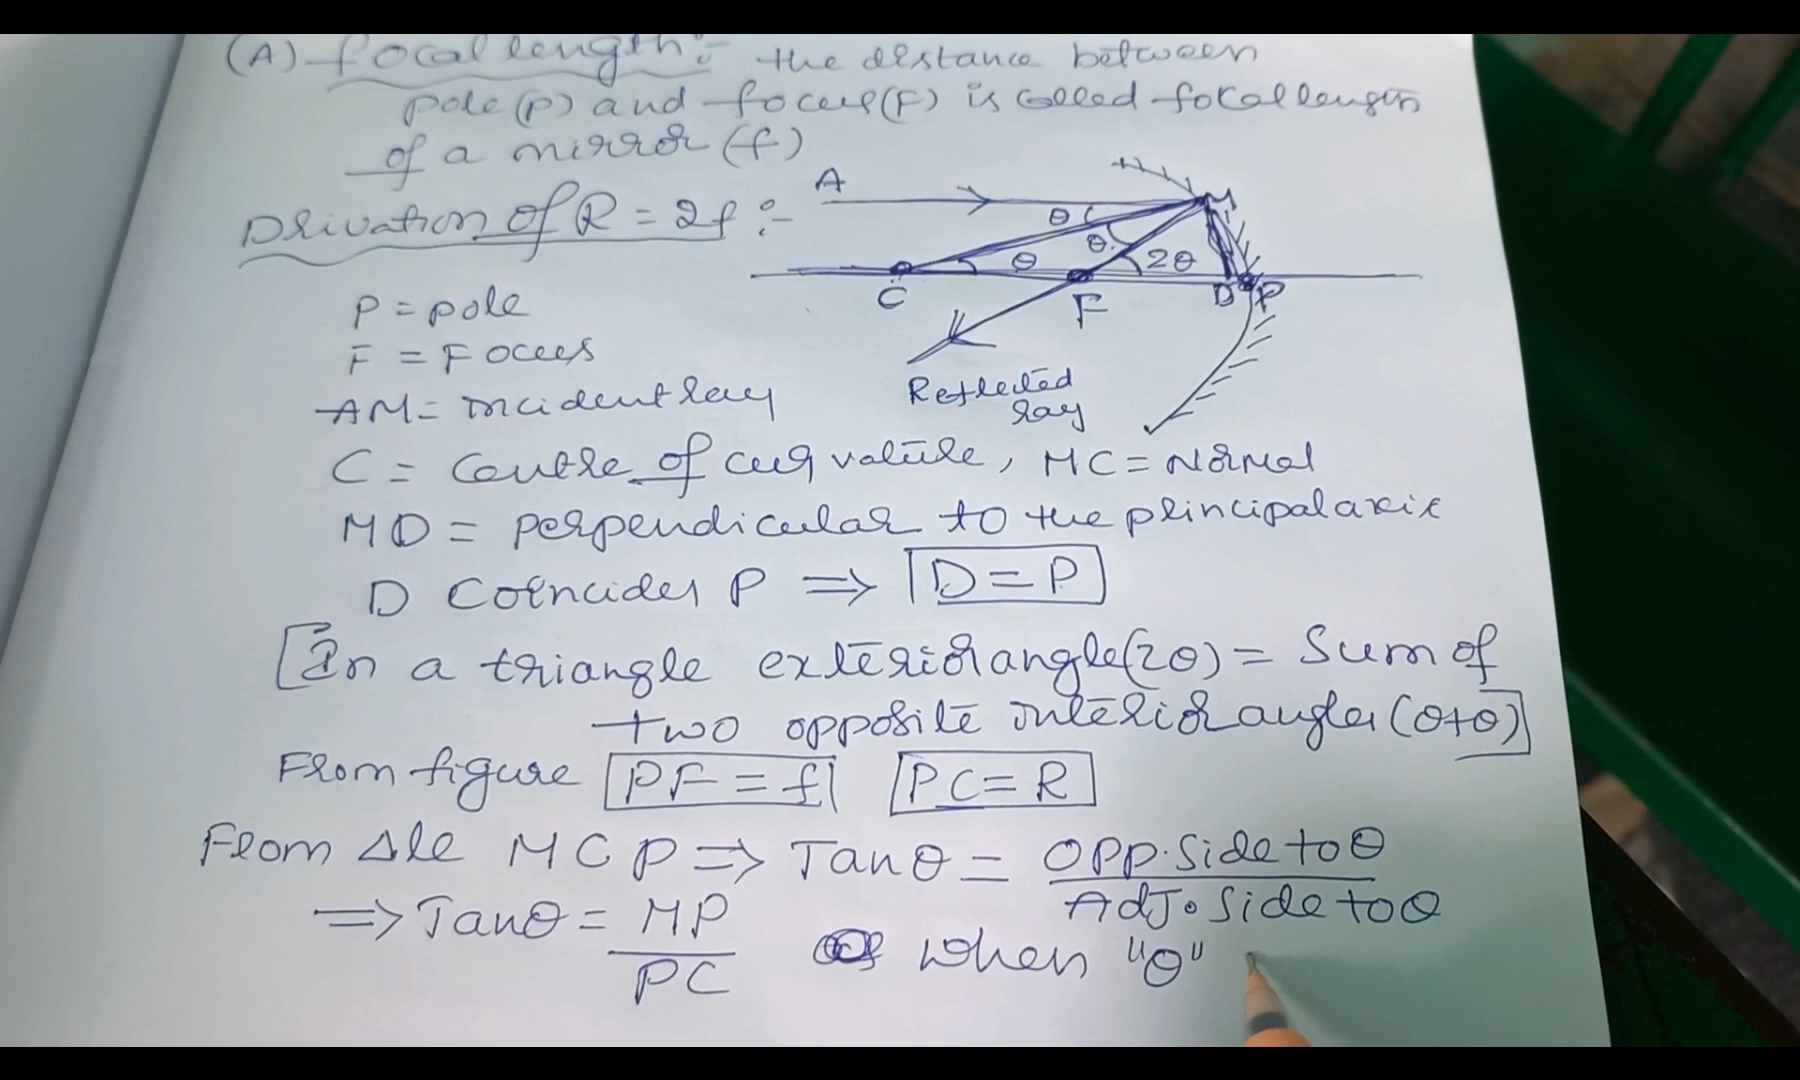 (A) focal length:- the distance between
pole(P) and focus(F) is called focal length
of a mirror (f)
Drivation of R = 2f :-
A
M
θ
θ
θ
2θ
C
F
D
P
Reflected
ray
P = pole
F = Focus
AM = incident ray
C = Centre of curvature, MC = Normal
MD = perpendicular to the principal axis
D Coincides P ⇒ D = P
[In a triangle exterior angle(2θ) = Sum of
two opposite interior angles (θ+θ)]
From figure PF = f PC = R
From Δle MCP ⇒ Tanθ = Opp. side to θ / Adj. side to θ
⇒ Tanθ = MP / PC when "θ"